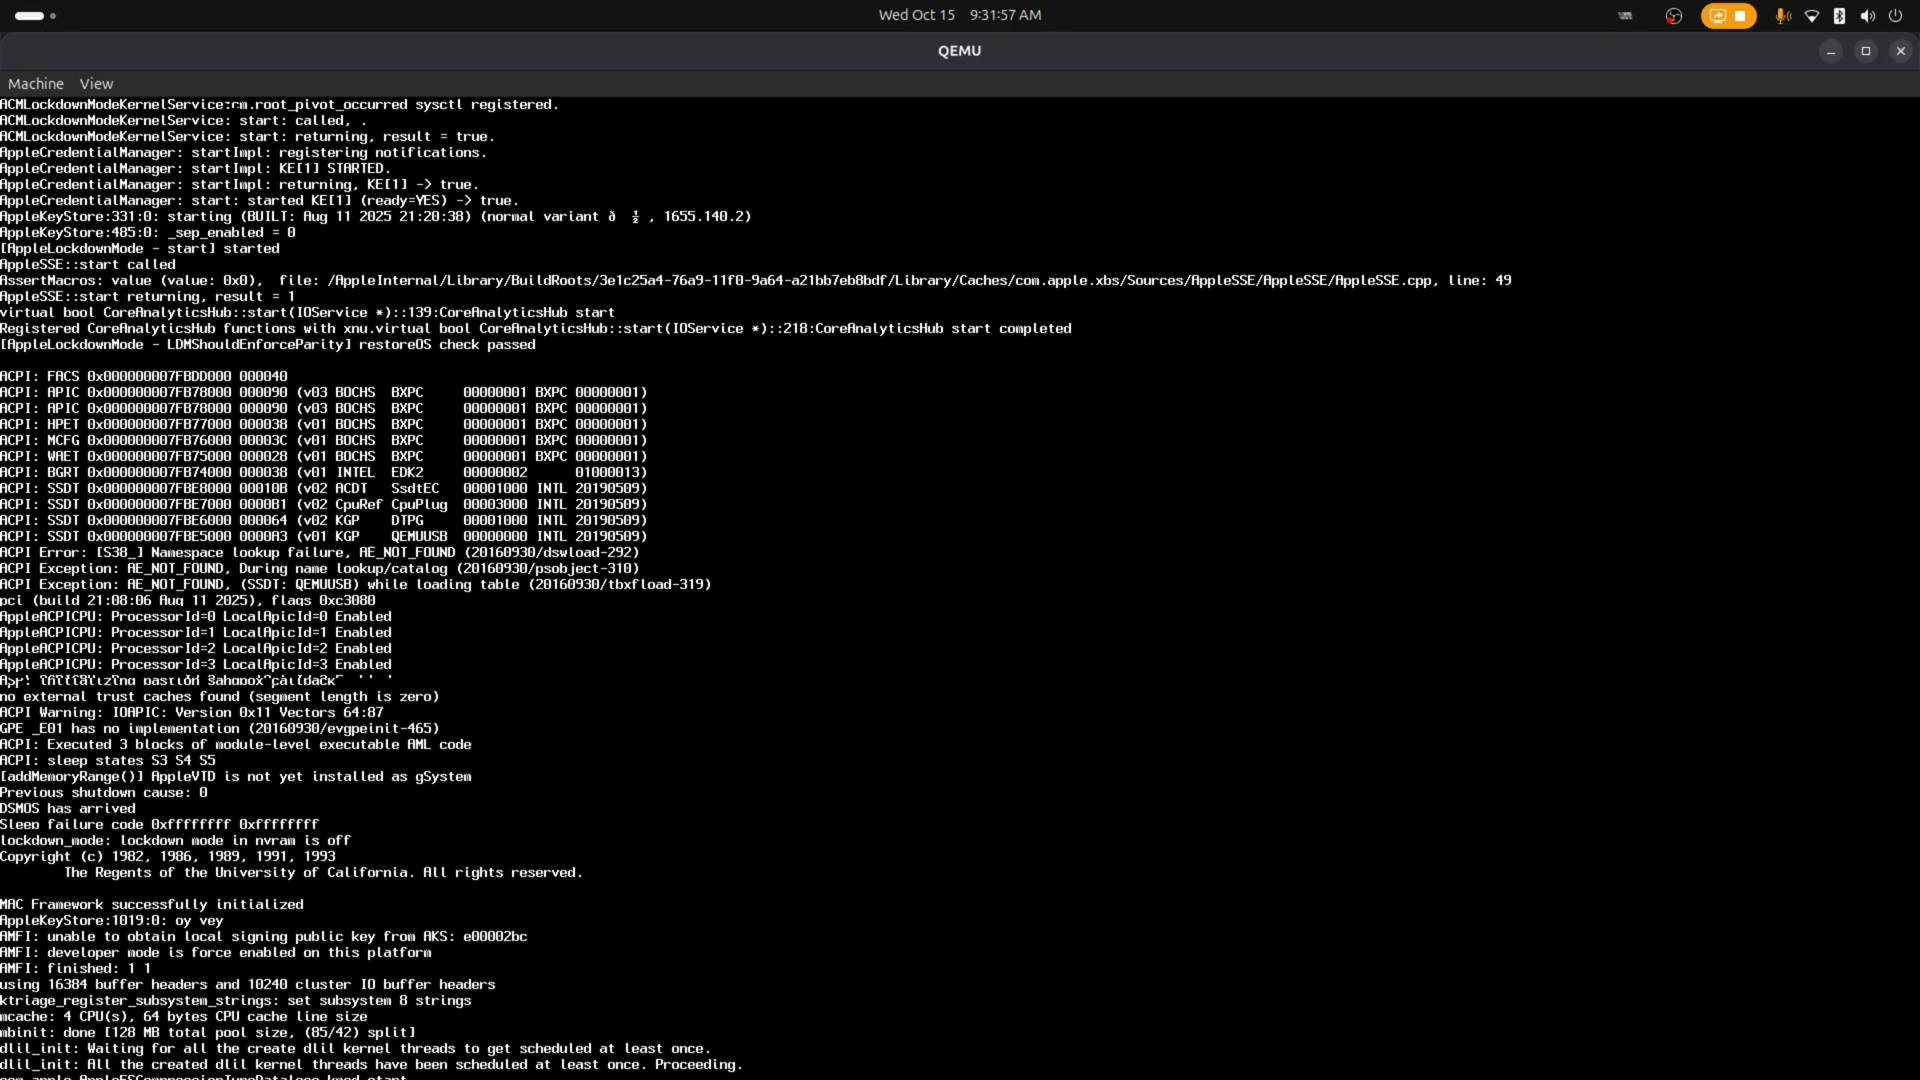 Wed Oct 15 9:31:57 AM
QEMU
Machine View
ACMLockdownModeKernelService:rm.root_pivot_occurred sysctl registered.
ACMLockdownModeKernelService: start: called, .
ACMLockdownModeKernelService: start: returning, result = true.
AppleCredentialManager: startImpl: registering notifications.
AppleCredentialManager: startImpl: KE[1] STARTED.
AppleCredentialManager: startImpl: returning, KE[1] -> true.
AppleCredentialManager: start: started KE[1] (ready=YES) -> true.
AppleKeyStore:331:0: starting (BUILT: Aug 11 2025 21:20:38) (normal variant ð ½ , 1655.140.2)
AppleKeyStore:485:0: _sep_enabled = 0
[AppleLockdownMode - start] started
AppleSSE::start called
AssertMacros: value (value: 0x0), file: /AppleInternal/Library/BuildRoots/3e1c25a4-76a9-11f0-9a64-a21bb7eb8bdf/Library/Caches/com.apple.xbs/Sources/AppleSSE/AppleSSE/AppleSSE.cpp, line: 49
AppleSSE::start returning, result = 1
virtual bool CoreAnalyticsHub::start(IOService *)::139:CoreAnalyticsHub start
Registered CoreAnalyticsHub functions with xnu.virtual bool CoreAnalyticsHub::start(IOService *)::218:CoreAnalyticsHub start completed
[AppleLockdownMode - LDMShouldEnforceParity] restoreOS check passed
ACPI: FACS 0x000000007FBDD000 000040
ACPI: APIC 0x000000007FB78000 000090 (v03 BOCHS BXPC 00000001 BXPC 00000001)
ACPI: APIC 0x000000007FB78000 000090 (v03 BOCHS BXPC 00000001 BXPC 00000001)
ACPI: HPET 0x000000007FB77000 000038 (v01 BOCHS BXPC 00000001 BXPC 00000001)
ACPI: MCFG 0x000000007FB76000 00003C (v01 BOCHS BXPC 00000001 BXPC 00000001)
ACPI: WAET 0x000000007FB75000 000028 (v01 BOCHS BXPC 00000001 BXPC 00000001)
ACPI: BGRT 0x000000007FB74000 000038 (v01 INTEL EDK2 00000002 01000013)
ACPI: SSDT 0x000000007FBE8000 00010B (v02 ACDT SsdtEC 00001000 INTL 20190509)
ACPI: SSDT 0x000000007FBE7000 0000B1 (v02 CpuRef CpuPlug 00003000 INTL 20190509)
ACPI: SSDT 0x000000007FBE6000 000064 (v02 KGP DTPG 00001000 INTL 20190509)
ACPI: SSDT 0x000000007FBE5000 0000A3 (v01 KGP QEMUUSB 00000000 INTL 20190509)
ACPI Error: [S38_] Namespace lookup failure, AE_NOT_FOUND (20160930/dswload-292)
ACPI Exception: AE_NOT_FOUND, During name lookup/catalog (20160930/psobject-310)
ACPI Exception: AE_NOT_FOUND, (SSDT: QEMUUSB) while loading table (20160930/tbxfload-319)
pci (build 21:08:06 Aug 11 2025), flags 0xc3080
AppleACPICPU: ProcessorId=0 LocalApicId=0 Enabled
AppleACPICPU: ProcessorId=1 LocalApicId=1 Enabled
AppleACPICPU: ProcessorId=2 LocalApicId=2 Enabled
AppleACPICPU: ProcessorId=3 LocalApicId=3 Enabled
no external trust caches found (segment length is zero)
ACPI Warning: IOAPIC: Version 0x11 Vectors 64:87
GPE _E01 has no implementation (20160930/evgpeinit-465)
ACPI: Executed 3 blocks of module-level executable AML code
ACPI: sleep states S3 S4 S5
[addMemoryRange()] AppleVTD is not yet installed as gSystem
Previous shutdown cause: 0
DSMOS has arrived
Sleep failure code 0xffffffff 0xffffffff
lockdown_mode: lockdown mode in nvram is off
Copyright (c) 1982, 1986, 1989, 1991, 1993
The Regents of the University of California. All rights reserved.
MAC Framework successfully initialized
AppleKeyStore:1019:0: oy vey
AMFI: unable to obtain local signing public key from AKS: e00002bc
AMFI: developer mode is force enabled on this platform
AMFI: finished: 1 1
using 16384 buffer headers and 10240 cluster IO buffer headers
ktriage_register_subsystem_strings: set subsystem 8 strings
mcache: 4 CPU(s), 64 bytes CPU cache line size
mbinit: done [128 MB total pool size, (85/42) split]
dlil_init: Waiting for all the create dlil kernel threads to get scheduled at least once.
dlil_init: All the created dlil kernel threads have been scheduled at least once. Proceeding.
com.apple.AppleFSCompressionTypeDataless kmod start